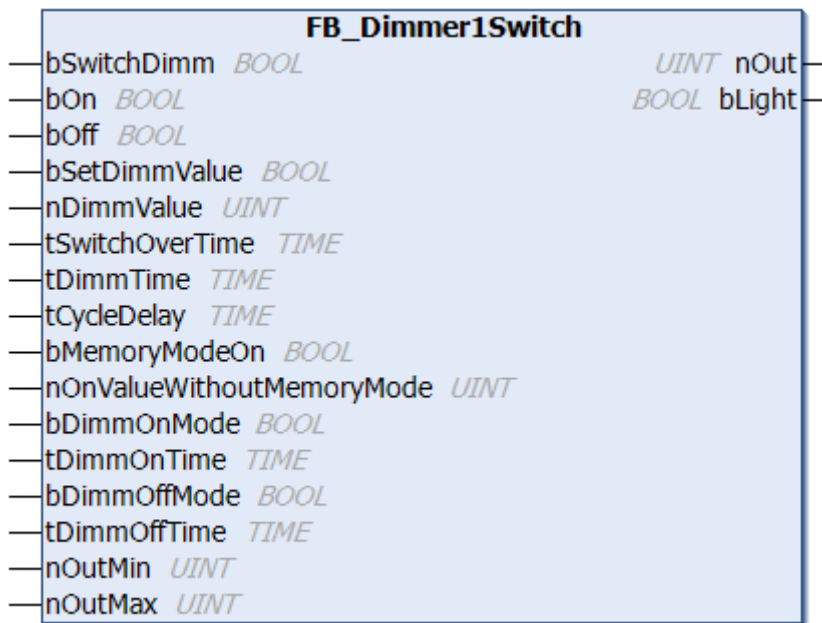 FB_Dimmer1Switch
bSwitchDimm BOOL UINT nOut
bOn BOOL BOOL bLight
bOff BOOL
bSetDimmValue BOOL
nDimmValue UINT
tSwitchOverTime TIME
tDimmTime TIME
tCycleDelay TIME
bMemoryModeOn BOOL
nOnValueWithoutMemoryMode UINT
bDimmOnMode BOOL
tDimmOnTime TIME
bDimmOffMode BOOL
tDimmOffTime TIME
nOutMin UINT
nOutMax UINT